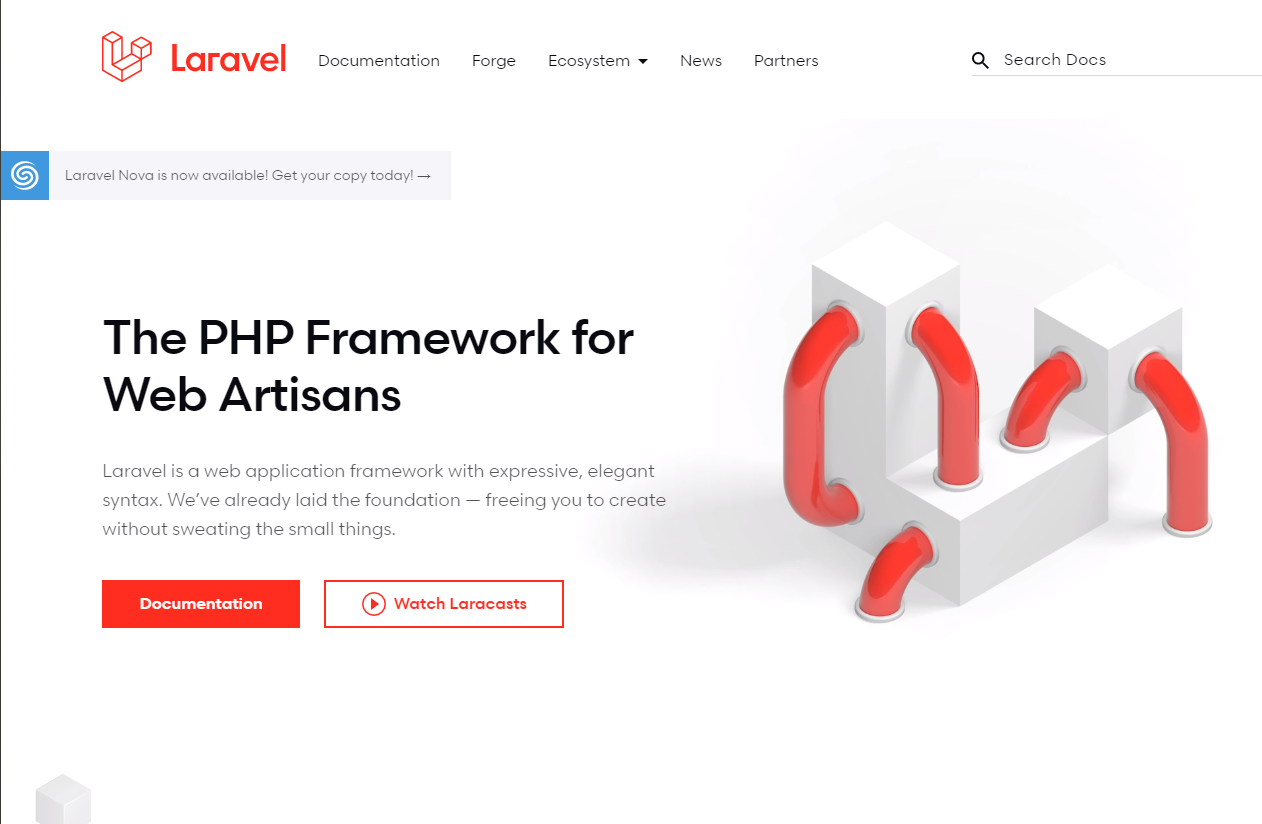 Laravel
Documentation
Forge
Ecosystem
News
Partners
Search Docs
Laravel Nova is now available! Get your copy today! →
The PHP Framework for
Web Artisans
Laravel is a web application framework with expressive, elegant
syntax. We’ve already laid the foundation — freeing you to create
without sweating the small things.
Documentation
Watch Laracasts